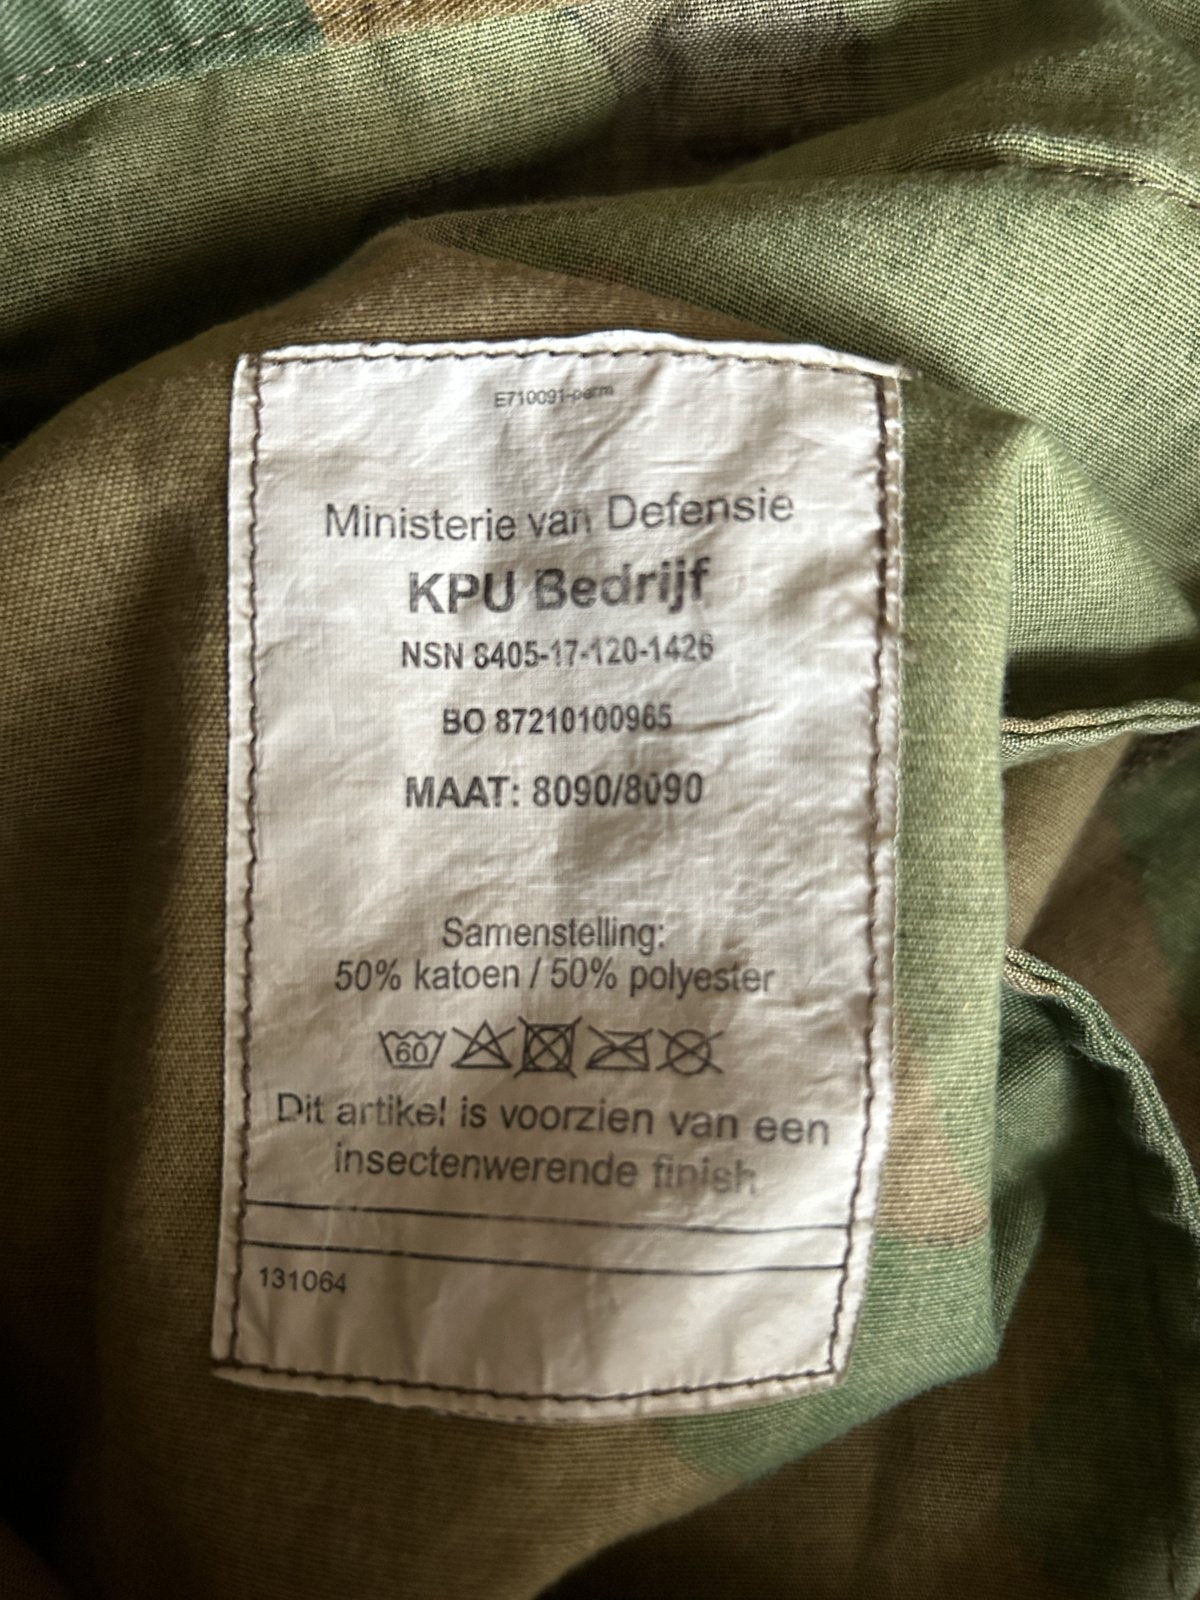 E710091-perm
Ministerie van Defensie
KPU Bedrijf
NSN 8405-17-120-1426
BO 87210100965
MAAT: 8090/8090
Samenstelling:
50% katoen / 50% polyester
60
Dit artikel is voorzien van een
insectenwerende finish
131064